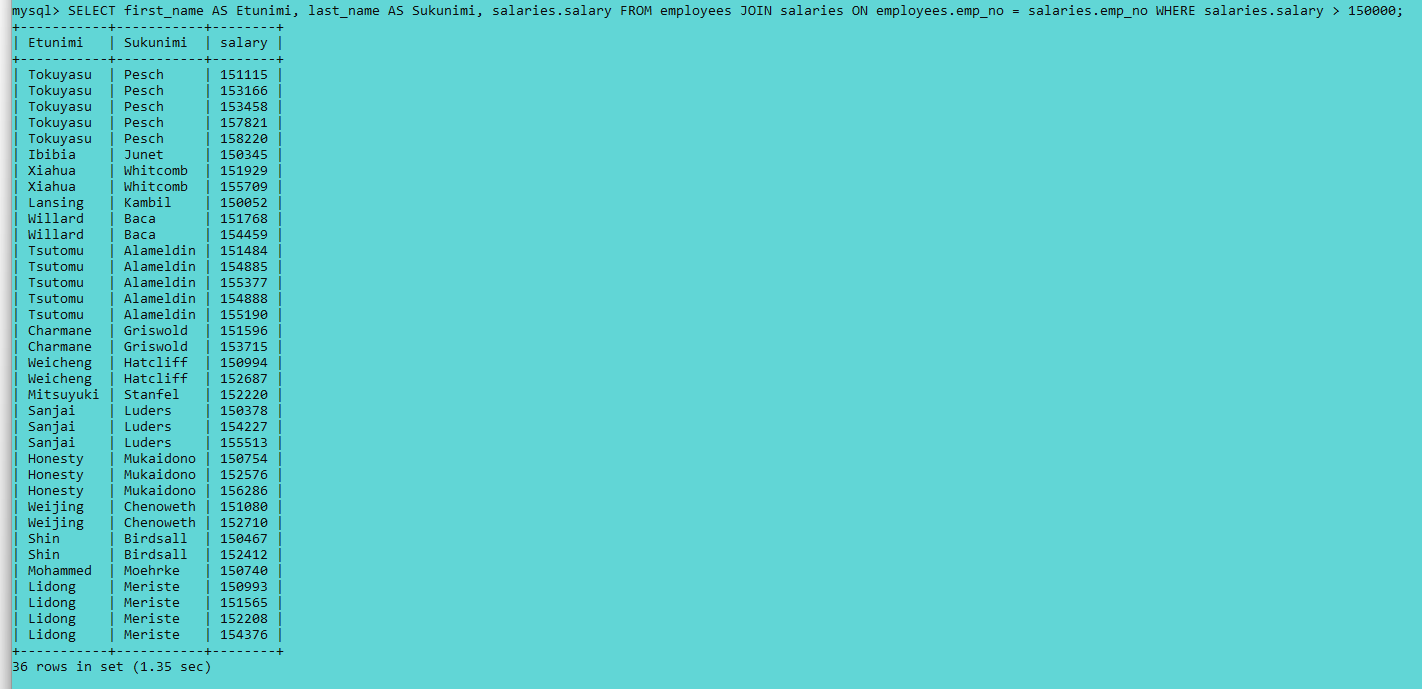 mysql> SELECT first_name AS Etunimi, last_name AS Sukunimi, salaries.salary FROM employees JOIN salaries ON employees.emp_no = salaries.emp_no WHERE salaries.salary > 150000;
+-----------+-----------+--------+
| Etunimi   | Sukunimi  | salary |
+-----------+-----------+--------+
| Tokuyasu  | Pesch     | 151115 |
| Tokuyasu  | Pesch     | 153166 |
| Tokuyasu  | Pesch     | 153458 |
| Tokuyasu  | Pesch     | 157821 |
| Tokuyasu  | Pesch     | 158220 |
| Ibibia    | Junet     | 150345 |
| Xiahua    | Whitcomb  | 151929 |
| Xiahua    | Whitcomb  | 155709 |
| Lansing   | Kambil    | 150052 |
| Willard   | Baca      | 151768 |
| Willard   | Baca      | 154459 |
| Tsutomu   | Alameldin | 151484 |
| Tsutomu   | Alameldin | 154885 |
| Tsutomu   | Alameldin | 155377 |
| Tsutomu   | Alameldin | 154888 |
| Tsutomu   | Alameldin | 155190 |
| Charmane  | Griswold  | 151596 |
| Charmane  | Griswold  | 153715 |
| Weicheng  | Hatcliff  | 150994 |
| Weicheng  | Hatcliff  | 152687 |
| Mitsuyuki | Stanfel   | 152220 |
| Sanjai    | Luders    | 150378 |
| Sanjai    | Luders    | 154227 |
| Sanjai    | Luders    | 155513 |
| Honesty   | Mukaidono | 150754 |
| Honesty   | Mukaidono | 152576 |
| Honesty   | Mukaidono | 156286 |
| Weijing   | Chenoweth | 151080 |
| Weijing   | Chenoweth | 152710 |
| Shin      | Birdsall  | 150467 |
| Shin      | Birdsall  | 152412 |
| Mohammed  | Moehrke   | 150740 |
| Lidong    | Meriste   | 150993 |
| Lidong    | Meriste   | 151565 |
| Lidong    | Meriste   | 152208 |
| Lidong    | Meriste   | 154376 |
+-----------+-----------+--------+
36 rows in set (1.35 sec)